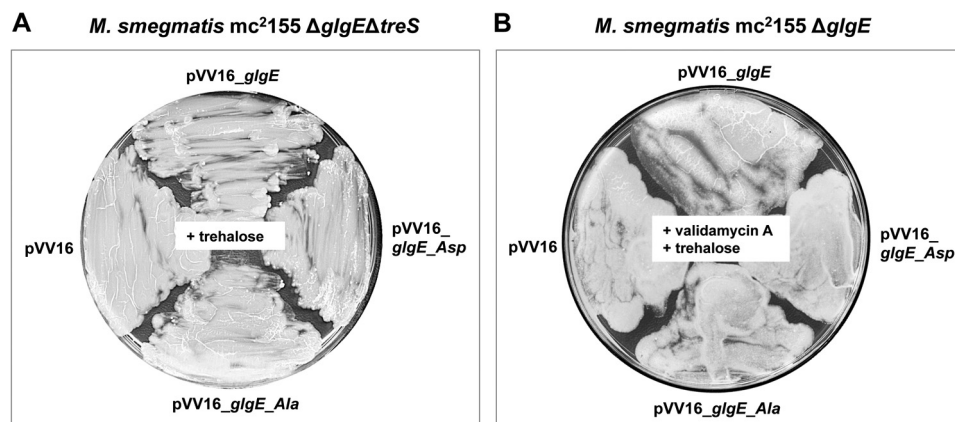 A
M. smegmatis mc²155 ΔglgEΔtreS
pVV16_glgE
pVV16
+ trehalose
pVV16_
glgE_Asp
pVV16_glgE_Ala
B
M. smegmatis mc²155 ΔglgE
pVV16_glgE
pVV16
+ validamycin A
+ trehalose
pVV16_
glgE_Asp
pVV16_glgE_Ala